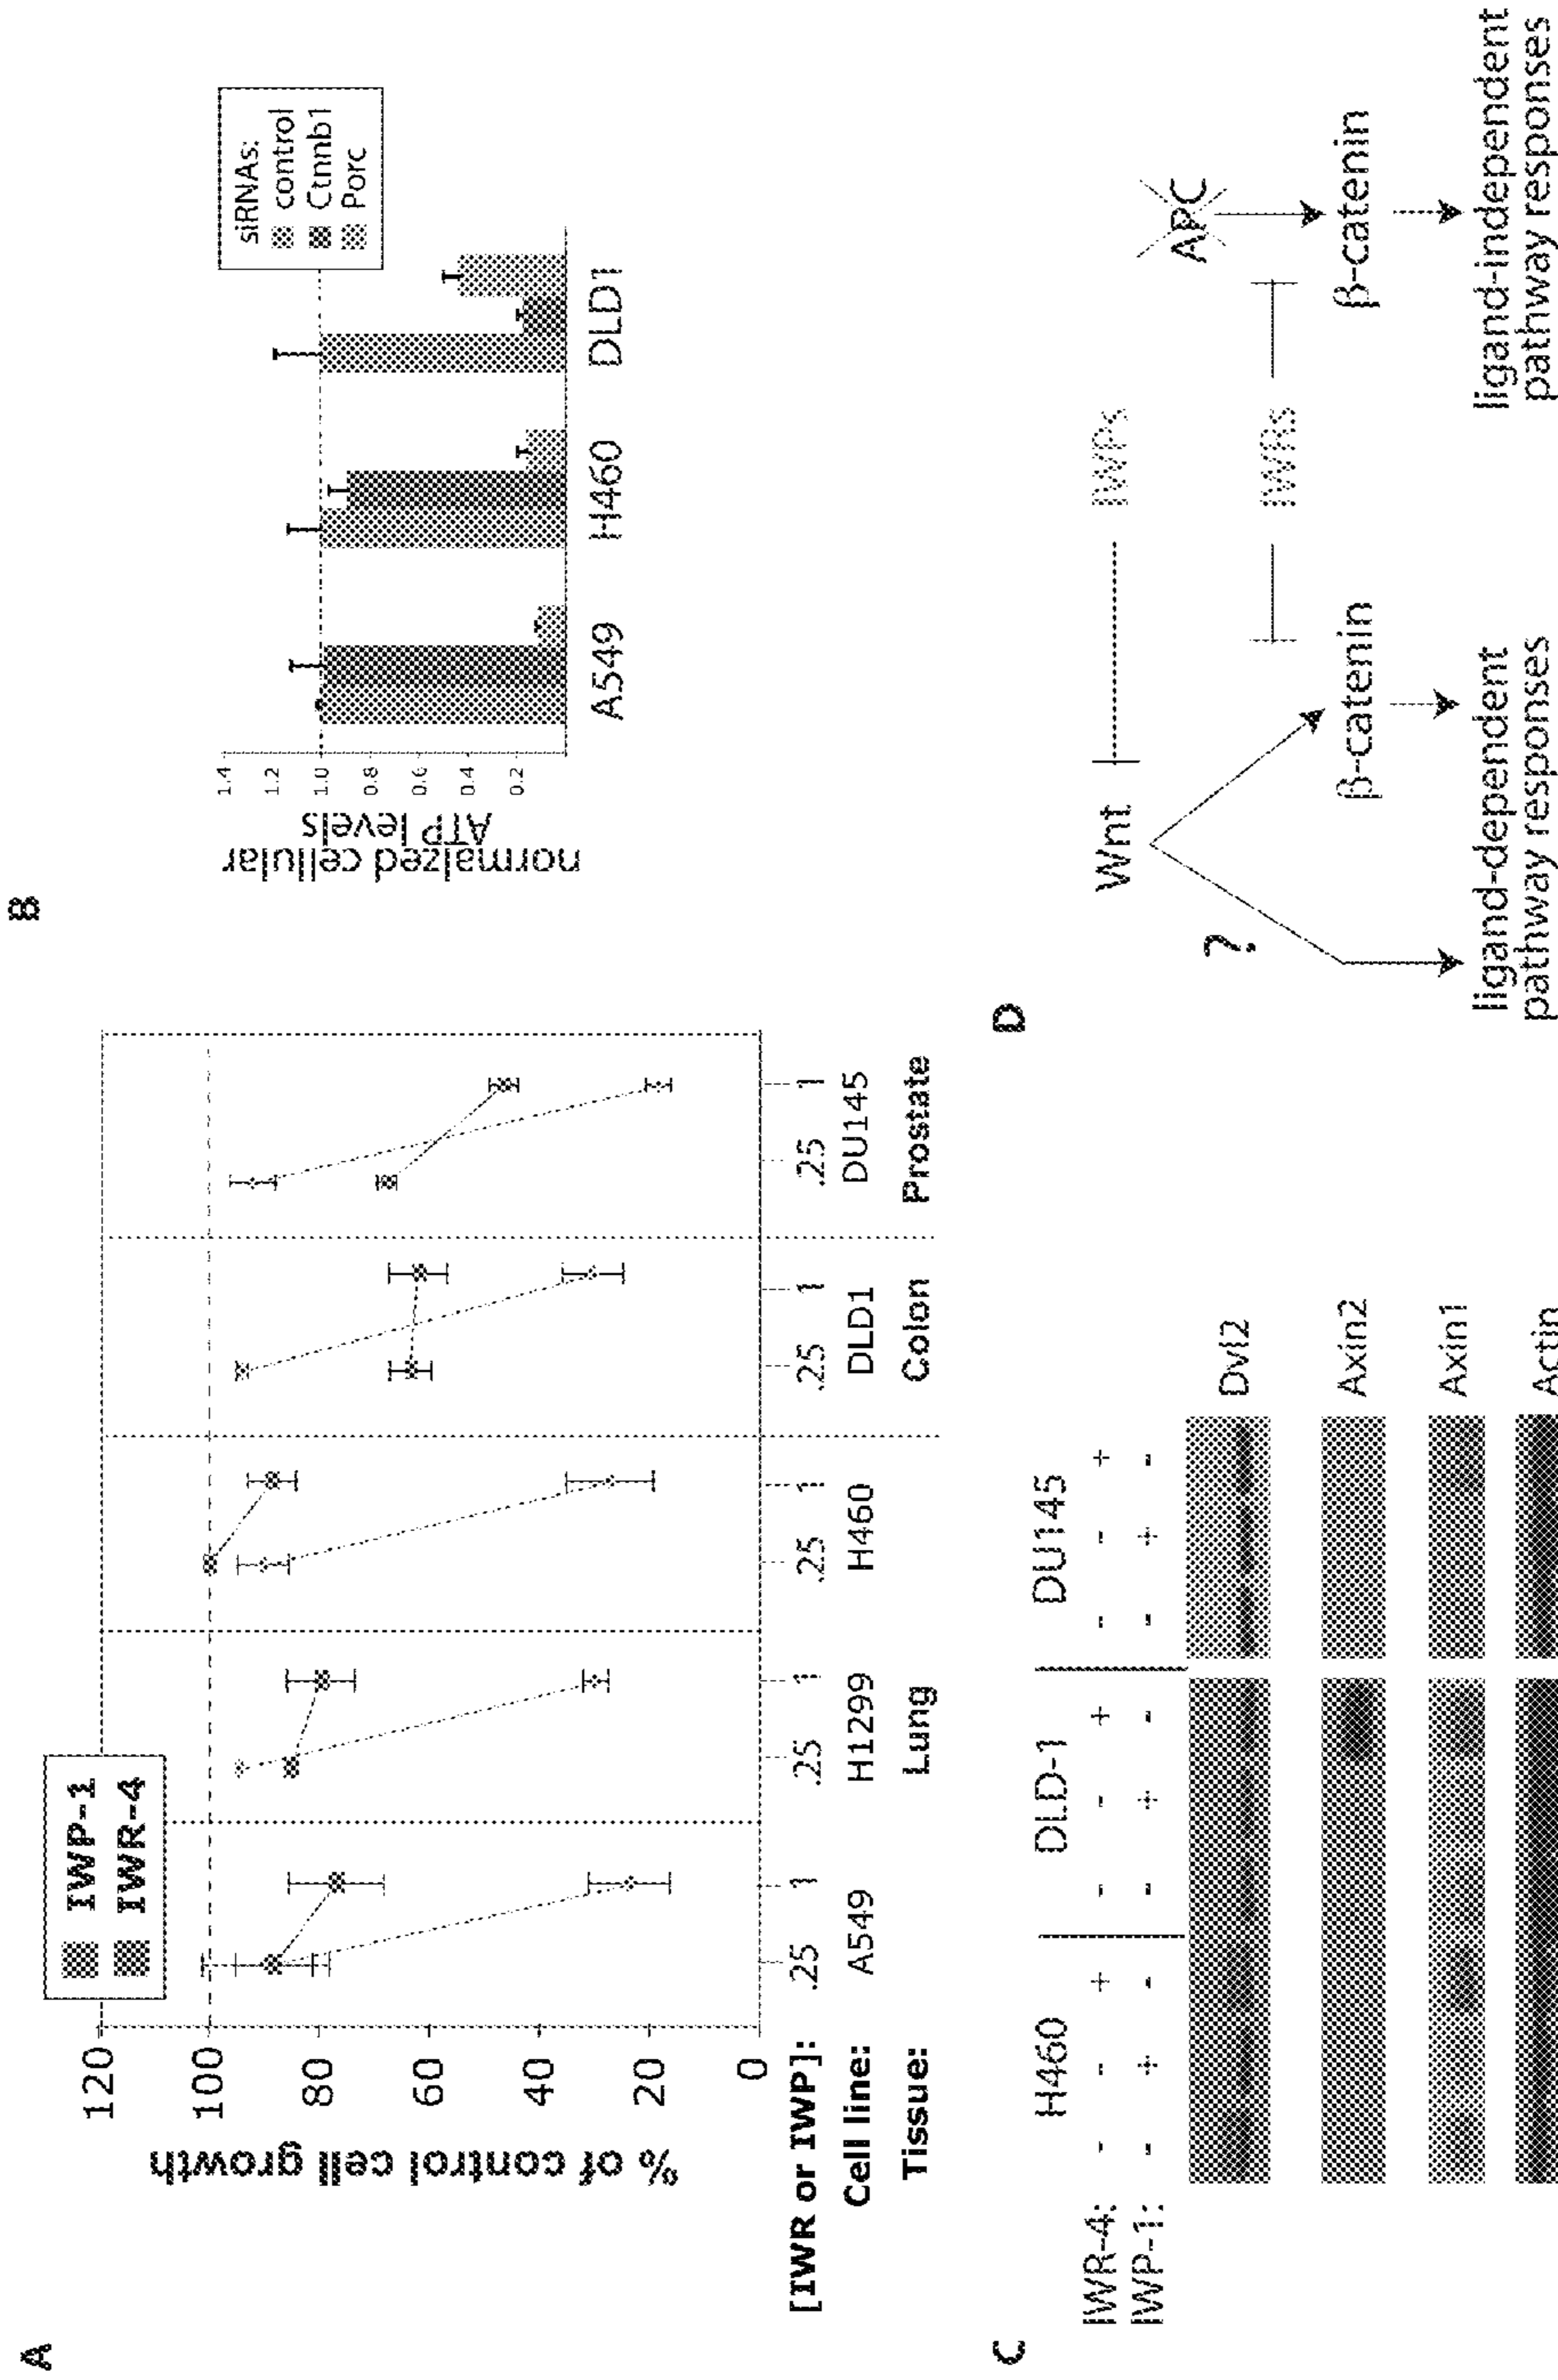 A
IWP-1
IWR-4
% of control cell growth
120
100
80
60
40
20
0
[IWR or IWP]:
.25 1 .25 1 .25 1 .25 1 .25 1
Cell line:
A549 H1299 H460 DLD1 DU145
Tissue:
Lung Colon Prostate
B
siRNAs:
control
Ctnnb1
Porc
normalzed cellular
ATP levels
1.4
1.2
1.0
0.8
0.6
0.4
0.2
A549 H460 DLD1
C
H460 DLD-1 DU145
IWR-4: - - + - - + - - +
IWP-1: - + - - + - - + -
Dvl2
Axin2
Axin1
Actin
D
Wnt IWPs APC
?
IWRs
β-catenin β-catenin
ligand-dependent
pathway responses
ligand-independent
pathway responses